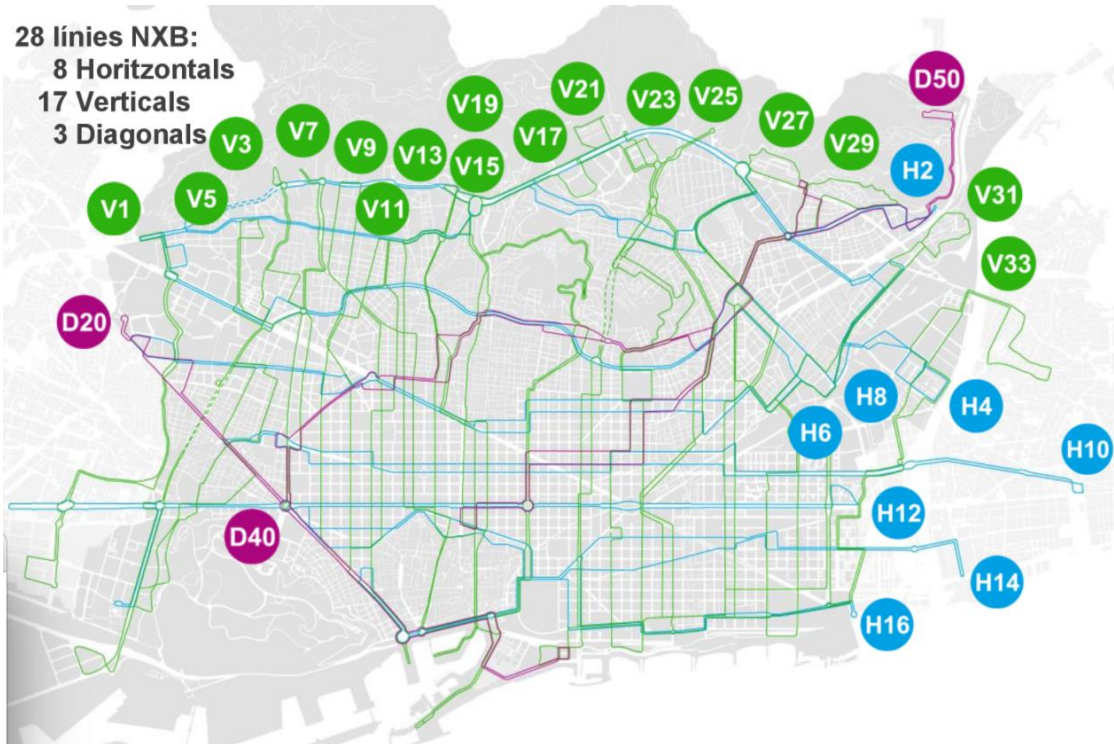 28 línies NXB:
8 Horitzontals
17 Verticals
3 Diagonals
V1
V3
V5
V7
V9
V11
V13
V15
V19
V17
V21
V23
V25
V27
V29
D50
H2
V31
V33
D20
D40
H6
H8
H4
H10
H12
H14
H16